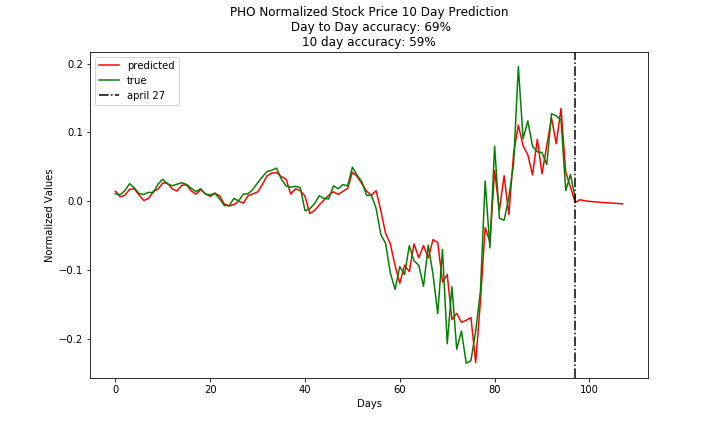 PHO Normalized Stock Price 10 Day Prediction
Day to Day accuracy: 69%
10 day accuracy: 59%
predicted
true
april 27
0.2
0.1
0.0
−0.1
−0.2
Normalized Values
0
20
40
60
80
100
Days